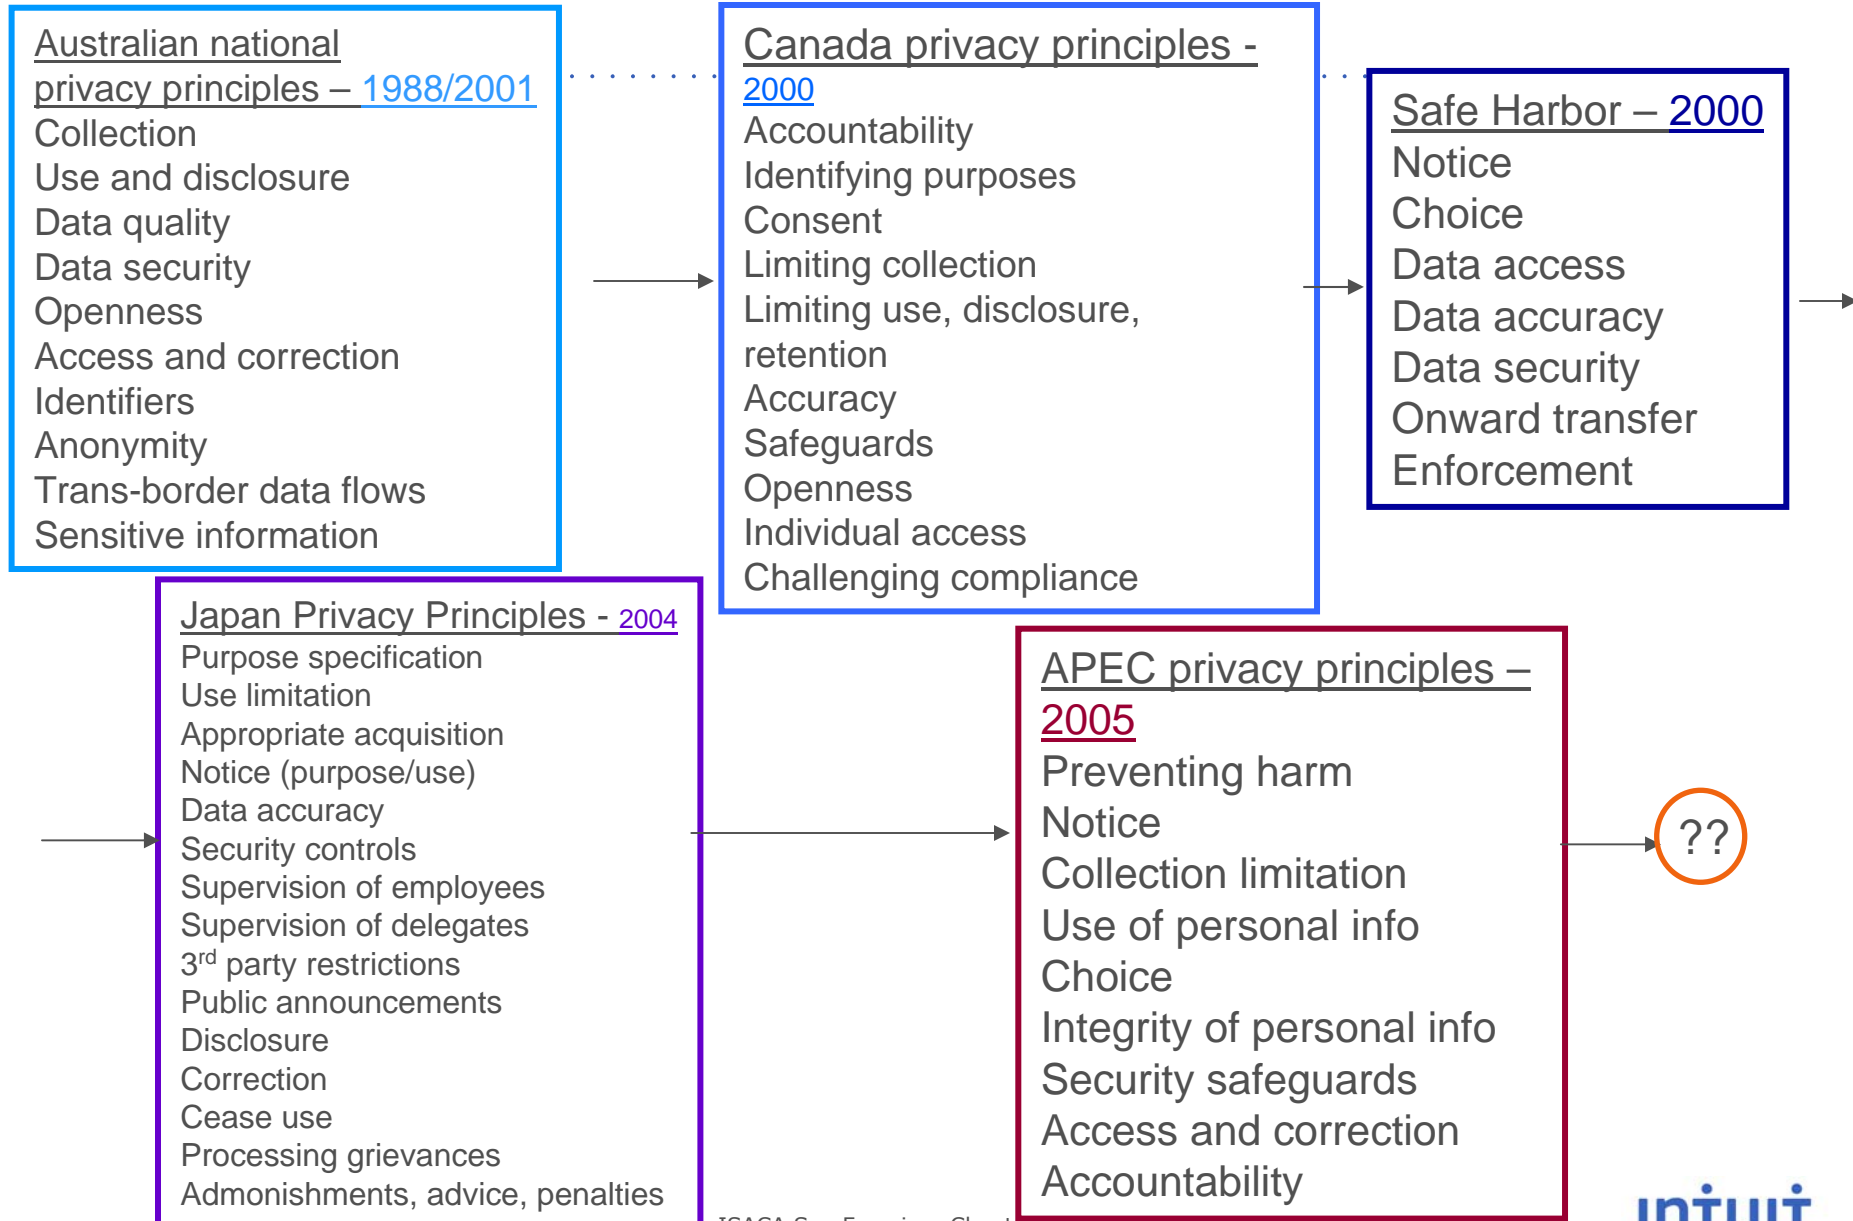 Australian national
privacy principles – 1988/2001
Collection
Use and disclosure
Data quality
Data security
Openness
Access and correction
Identifiers
Anonymity
Trans-border data flows
Sensitive information
Canada privacy principles -
2000
Accountability
Identifying purposes
Consent
Limiting collection
Limiting use, disclosure,
retention
Accuracy
Safeguards
Openness
Individual access
Challenging compliance
Safe Harbor – 2000
Notice
Choice
Data access
Data accuracy
Data security
Onward transfer
Enforcement
Japan Privacy Principles - 2004
Purpose specification
Use limitation
Appropriate acquisition
Notice (purpose/use)
Data accuracy
Security controls
Supervision of employees
Supervision of delegates
3rd party restrictions
Public announcements
Disclosure
Correction
Cease use
Processing grievances
Admonishments, advice, penalties
APEC privacy principles –
2005
Preventing harm
Notice
Collection limitation
Use of personal info
Choice
Integrity of personal info
Security safeguards
Access and correction
Accountability
??
intuit